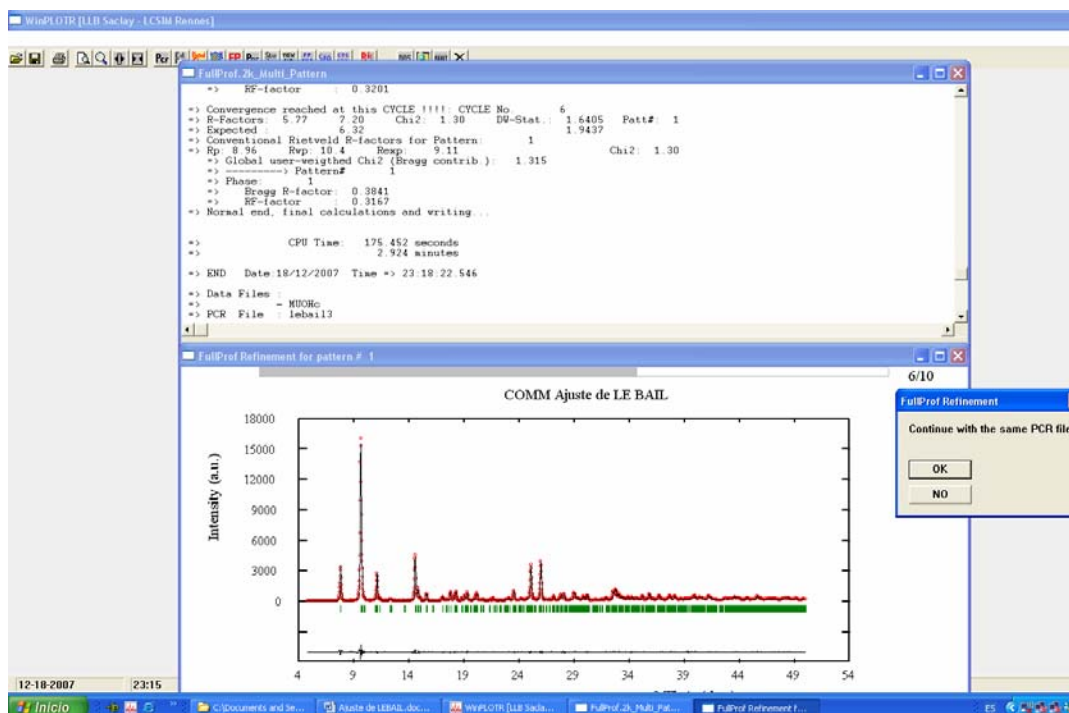 WinPLOTR [LLB Saclay - LCSIM Rennes]
FullProf.2k_Multi_Pattern
=> RF-factor : 0.3201
=> Convergence reached at this CYCLE !!!!: CYCLE No. 6
=> R-Factors: 5.77 7.20 Chi2: 1.30 DW-Stat.: 1.6405 Patt#: 1
=> Expected : 6.32 1.9437
=> Conventional Rietveld R-factors for Pattern: 1
=> Rp: 8.96 Rwp: 10.4 Rexp: 9.11 Chi2: 1.30
=> Global user-weigthed Chi2 (Bragg contrib.): 1.315
=> ---------> Pattern# 1
=> Phase: 1
=> Bragg R-factor: 0.3841
=> RF-factor : 0.3167
=> Normal end, final calculations and writing...
=> CPU Time: 175.452 seconds
=> 2.924 minutes
=> END Date:18/12/2007 Time => 23:18:22.546
=> Data Files :
=> - MUOHc
=> PCR File : lebail3
FullProf Refinement for pattern # 1
6/10
COMM Ajuste de LE BAIL
FullProf Refinement
Continue with the same PCR file
OK
NO
Intensity (a.u.)
18000
15000
12000
9000
6000
3000
0
4 9 14 19 24 29 34 39 44 49 54
12-18-2007 23:15
Inicio C:\Documents and Se... Ajuste de LEBAIL.doc... WinPLOTR [LLB Sacla... FullProf.2k_Multi_Pat... FullProf Refinement f... ES